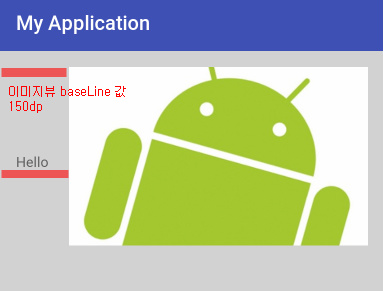 My Application
이미지뷰 baseLine 값
150dp
Hello